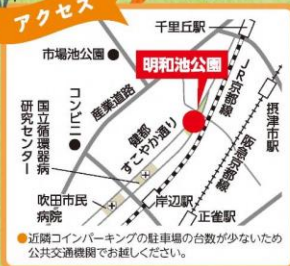 アクセス
千里丘駅
市場池公園
明和池公園
産業道路
JR京都線
摂津市駅
コンビニ
健都
すこやか通り
阪急京都線
国立循環器病
研究センター
吹田市民
病院
岸辺駅
正雀駅
●近隣コインパーキングの駐車場の台数が少ないため
公共交通機関でお越しください。